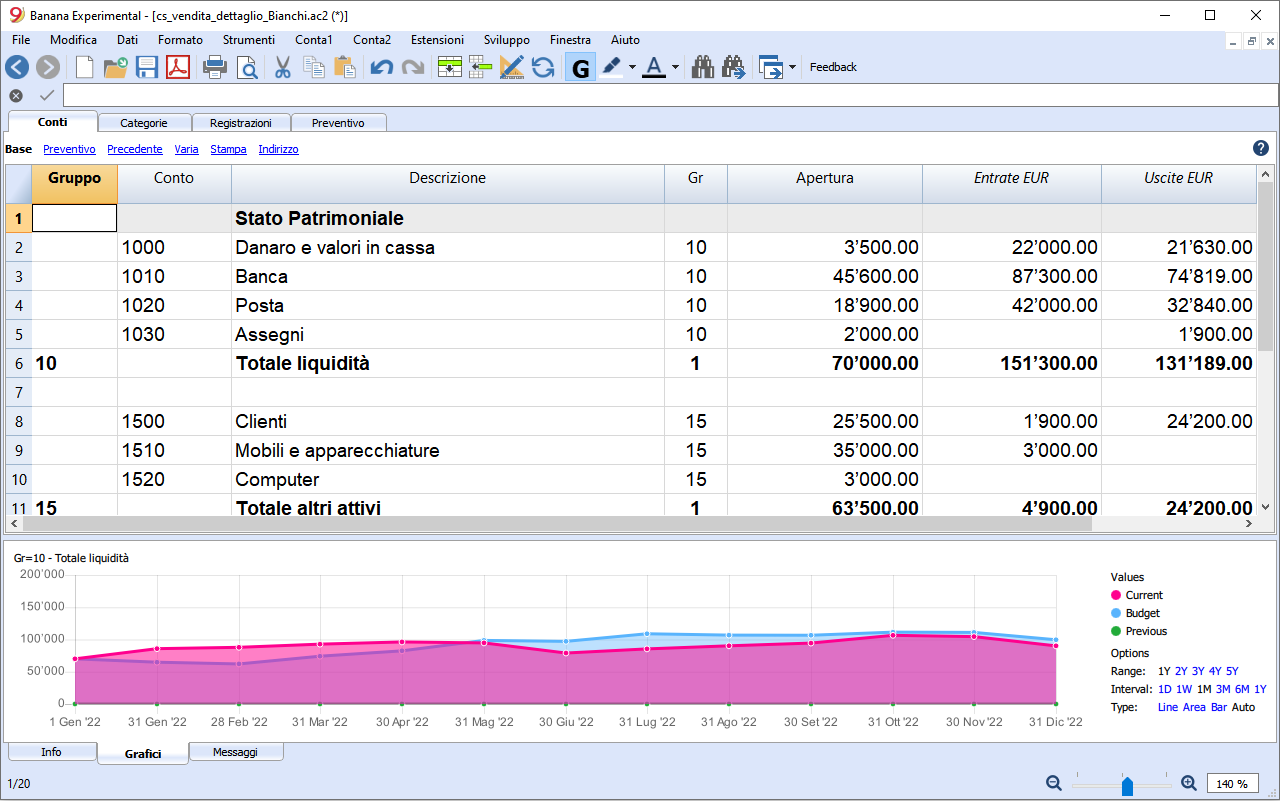 Banana Experimental - [cs_vendita_dettaglio_Bianchi.ac2 (*)]
File Modifica Dati Formato Strumenti Conta1 Conta2 Estensioni Sviluppo Finestra Aiuto
G A Feedback
Conti Categorie Registrazioni Preventivo
Base Preventivo Precedente Varia Stampa Indirizzo ?
Gruppo Conto Descrizione Gr Apertura Entrate EUR Uscite EUR
1 Stato Patrimoniale
2 1000 Danaro e valori in cassa 10 3’500.00 22’000.00 21’630.00
3 1010 Banca 10 45’600.00 87’300.00 74’819.00
4 1020 Posta 10 18’900.00 42’000.00 32’840.00
5 1030 Assegni 10 2’000.00 1’900.00
6 10 Totale liquidità 1 70’000.00 151’300.00 131’189.00
7
8 1500 Clienti 15 25’500.00 1’900.00 24’200.00
9 1510 Mobili e apparecchiature 15 35’000.00 3’000.00
10 1520 Computer 15 3’000.00
11 15 Totale altri attivi 1 63’500.00 4’900.00 24’200.00
Gr=10 - Totale liquidità
200’000
150’000
100’000
50’000
0
1 Gen '22 31 Gen '22 28 Feb '22 31 Mar '22 30 Apr '22 31 Mag '22 30 Giu '22 31 Lug '22 31 Ago '22 30 Set '22 31 Ott '22 30 Nov '22 31 Dic '22
Values
Current
Budget
Previous
Options
Range: 1Y 2Y 3Y 4Y 5Y
Interval: 1D 1W 1M 3M 6M 1Y
Type: Line Area Bar Auto
Info Grafici Messaggi
1/20 140 %